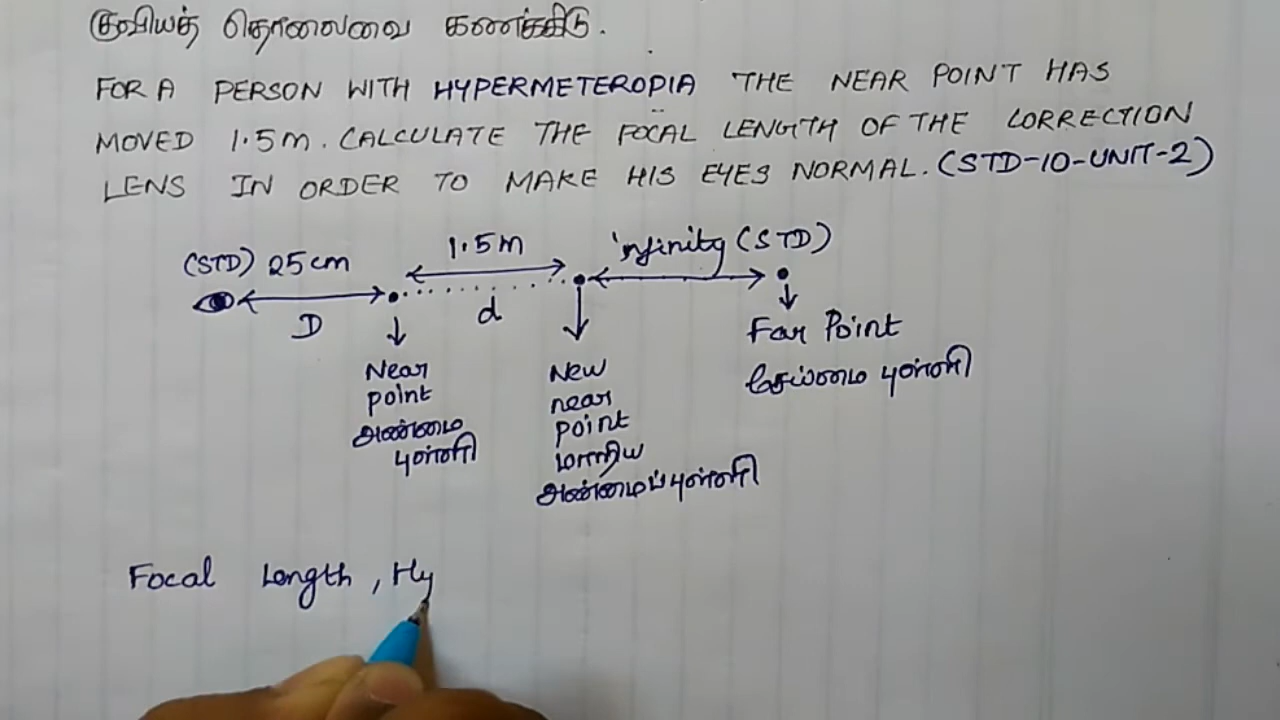 குவியத் தொலைவை கணக்கிடு.
FOR A PERSON WITH HYPERMETEROPIA THE NEAR POINT HAS
MOVED 1.5m. CALCULATE THE FOCAL LENGTH OF THE CORRECTION
LENS IN ORDER TO MAKE HIS EYES NORMAL. (STD-10-UNIT-2)
(STD) 25cm
1.5m
infinity (STD)
D
d
Near
point
அண்மை
புள்ளி
New
near
point
மாறிய
அண்மைப்புள்ளி
Far Point
சேய்மை புள்ளி
Focal Length, Hy